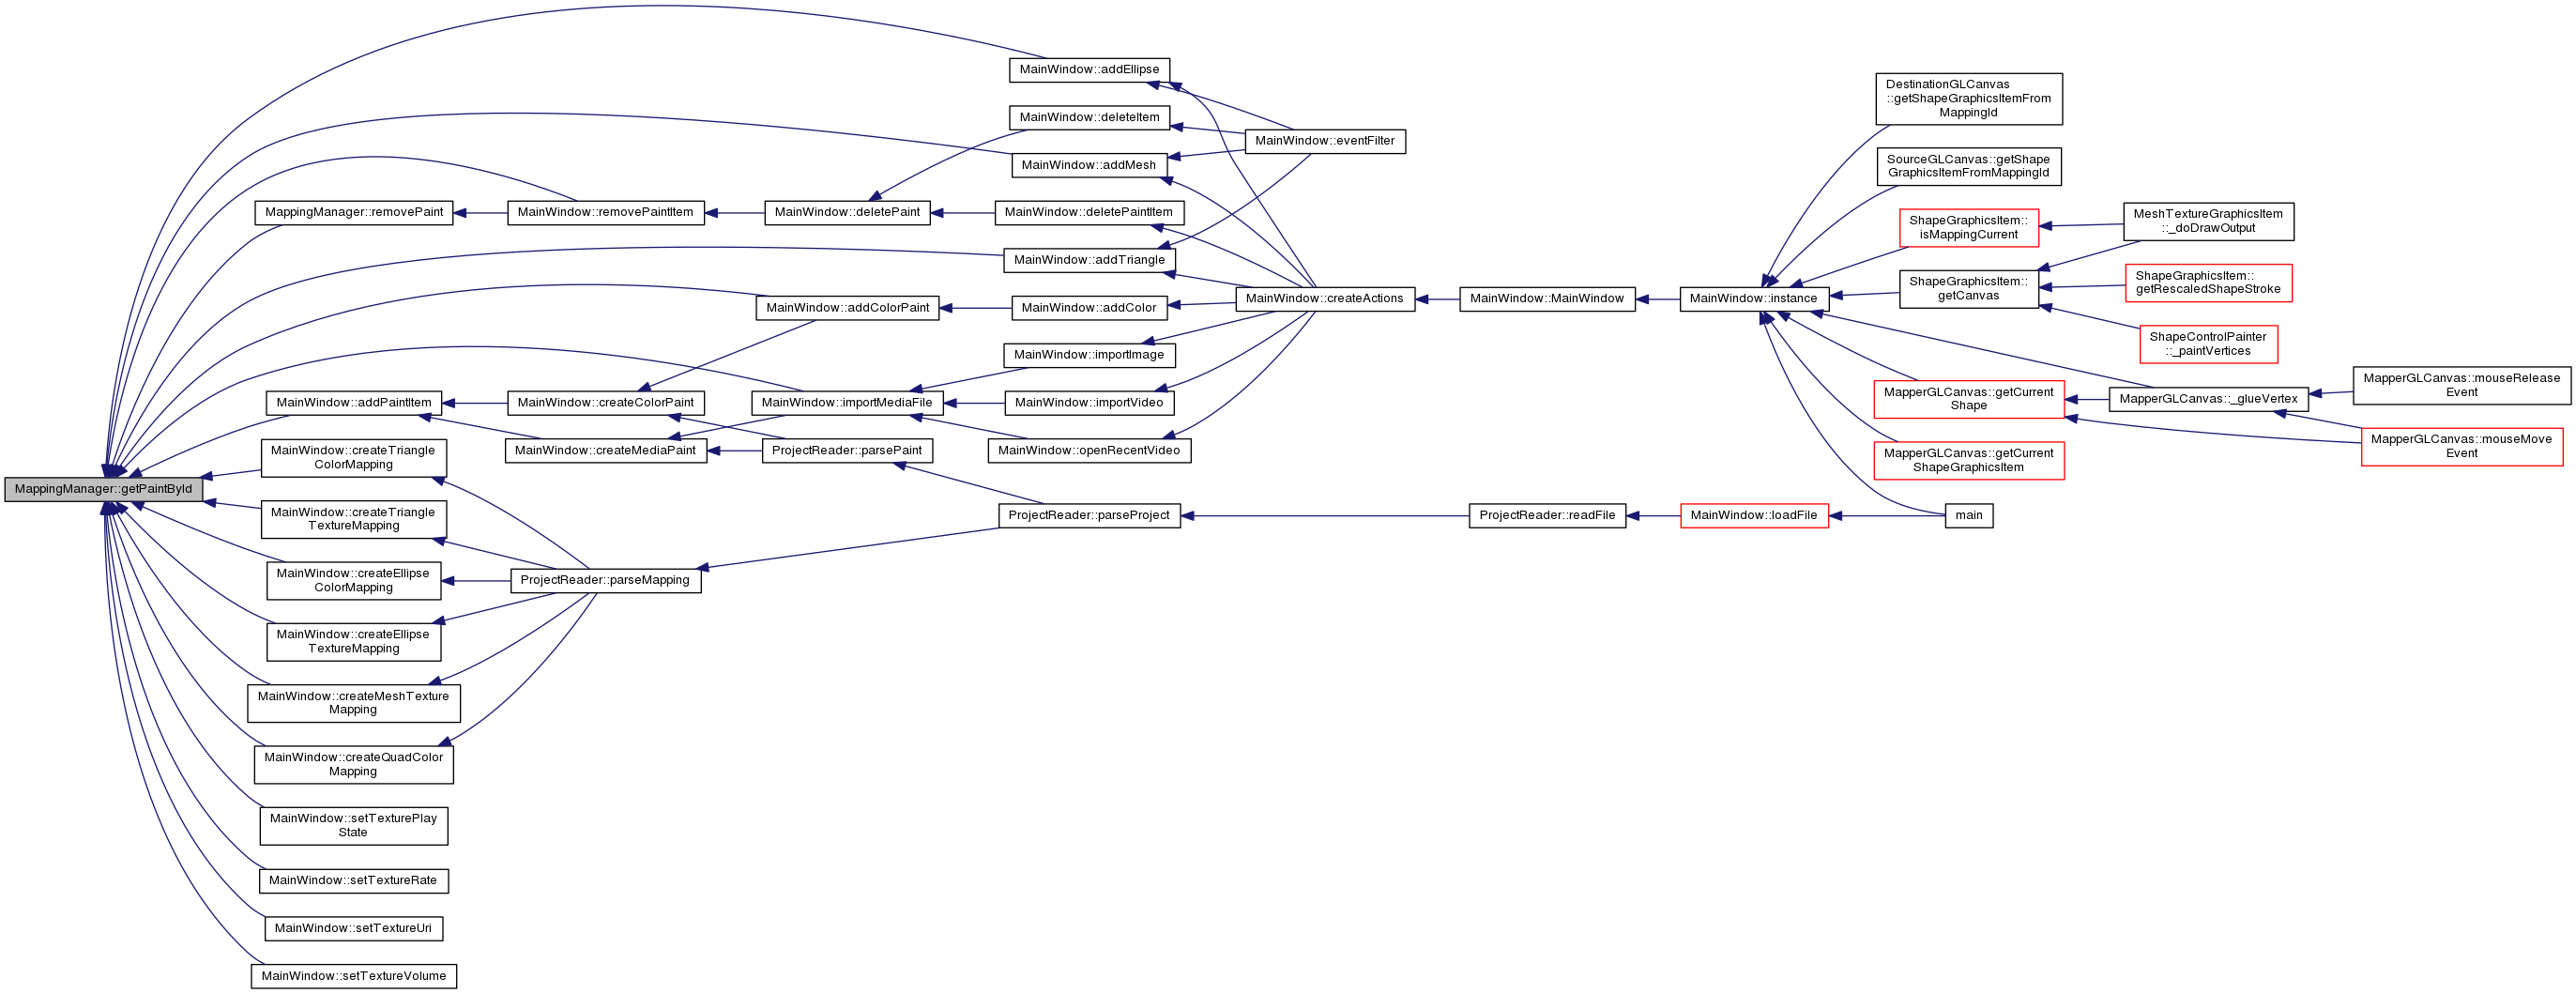 MappingManager::getPaintById
MappingManager::removePaint
MainWindow::addPaintItem
MainWindow::createTriangle
ColorMapping
MainWindow::createTriangle
TextureMapping
MainWindow::createEllipse
ColorMapping
MainWindow::createEllipse
TextureMapping
MainWindow::createMeshTexture
Mapping
MainWindow::createQuadColor
Mapping
MainWindow::setTexturePlay
State
MainWindow::setTextureRate
MainWindow::setTextureUri
MainWindow::setTextureVolume
MainWindow::removePaintItem
MainWindow::createColorPaint
MainWindow::createMediaPaint
ProjectReader::parseMapping
MainWindow::deletePaint
MainWindow::addColorPaint
MainWindow::importMediaFile
ProjectReader::parsePaint
MainWindow::addEllipse
MainWindow::deleteItem
MainWindow::addMesh
MainWindow::deletePaintItem
MainWindow::addTriangle
MainWindow::addColor
MainWindow::importImage
MainWindow::importVideo
MainWindow::openRecentVideo
ProjectReader::parseProject
MainWindow::eventFilter
MainWindow::createActions
MainWindow::MainWindow
ProjectReader::readFile
MainWindow::instance
MainWindow::loadFile
DestinationGLCanvas
::getShapeGraphicsItemFrom
MappingId
SourceGLCanvas::getShape
GraphicsItemFromMappingId
ShapeGraphicsItem::
isMappingCurrent
ShapeGraphicsItem::
getCanvas
MapperGLCanvas::getCurrent
Shape
MapperGLCanvas::getCurrent
ShapeGraphicsItem
main
MeshTextureGraphicsItem
::_doDrawOutput
ShapeGraphicsItem::
getRescaledShapeStroke
ShapeControlPainter
::_paintVertices
MapperGLCanvas::_glueVertex
MapperGLCanvas::mouseRelease
Event
MapperGLCanvas::mouseMove
Event